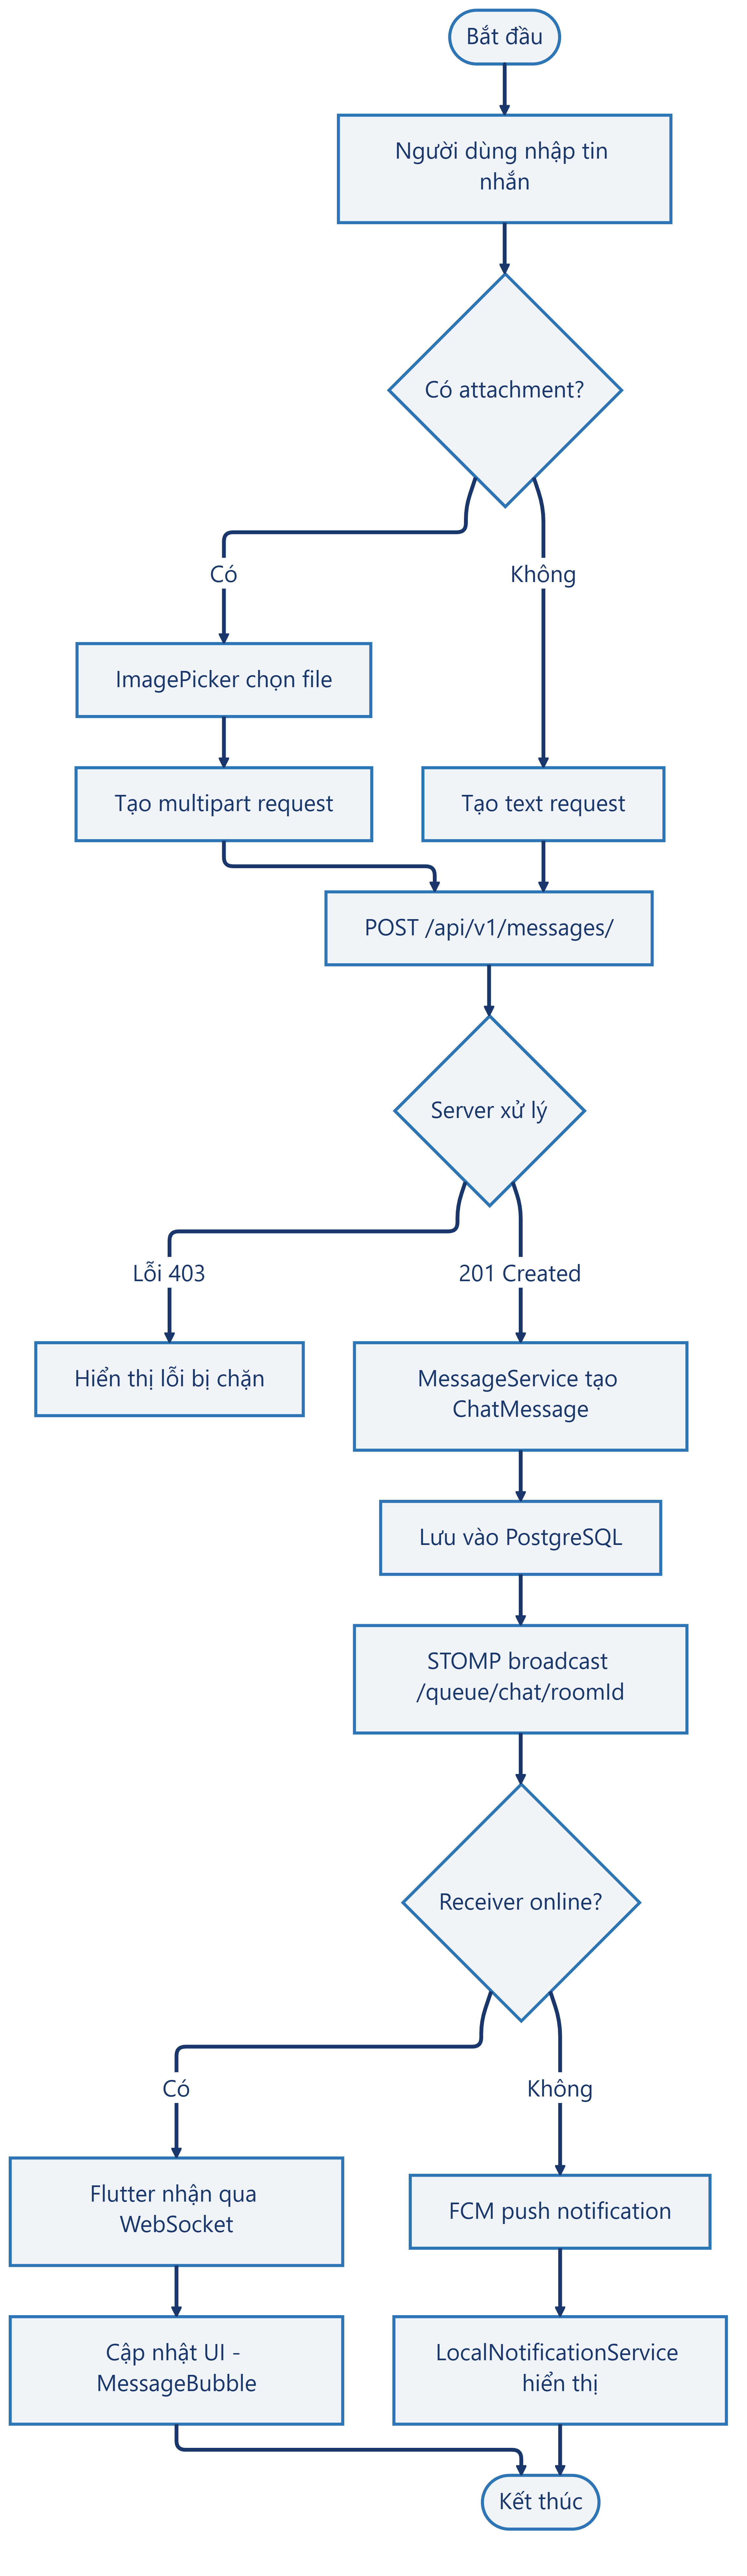 Bắt đầu
Người dùng nhập tin
nhắn
Có attachment?
Có
Không
ImagePicker chọn file
Tạo multipart request
Tạo text request
POST /api/v1/messages/
Server xử lý
Lỗi 403
201 Created
Hiển thị lỗi bị chặn
MessageService tạo
ChatMessage
Lưu vào PostgreSQL
STOMP broadcast
/queue/chat/roomId
Receiver online?
Có
Không
Flutter nhận qua
WebSocket
FCM push notification
Cập nhật UI -
MessageBubble
LocalNotificationService
hiển thị
Kết thúc